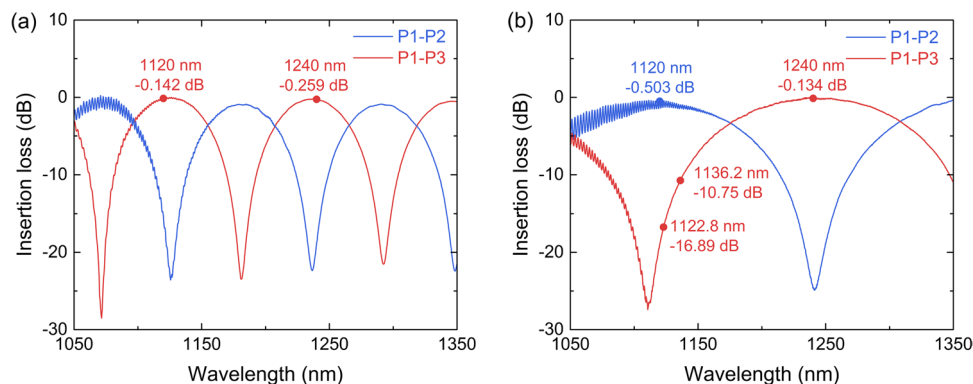 (a)
10
0
-10
-20
-30
Insertion loss (dB)
1050
1150
1250
1350
Wavelength (nm)
P1-P2
P1-P3
1120 nm
-0.142 dB
1240 nm
-0.259 dB
(b)
10
0
-10
-20
-30
Insertion loss (dB)
1050
1150
1250
1350
Wavelength (nm)
P1-P2
P1-P3
1120 nm
-0.503 dB
1240 nm
-0.134 dB
1136.2 nm
-10.75 dB
1122.8 nm
-16.89 dB